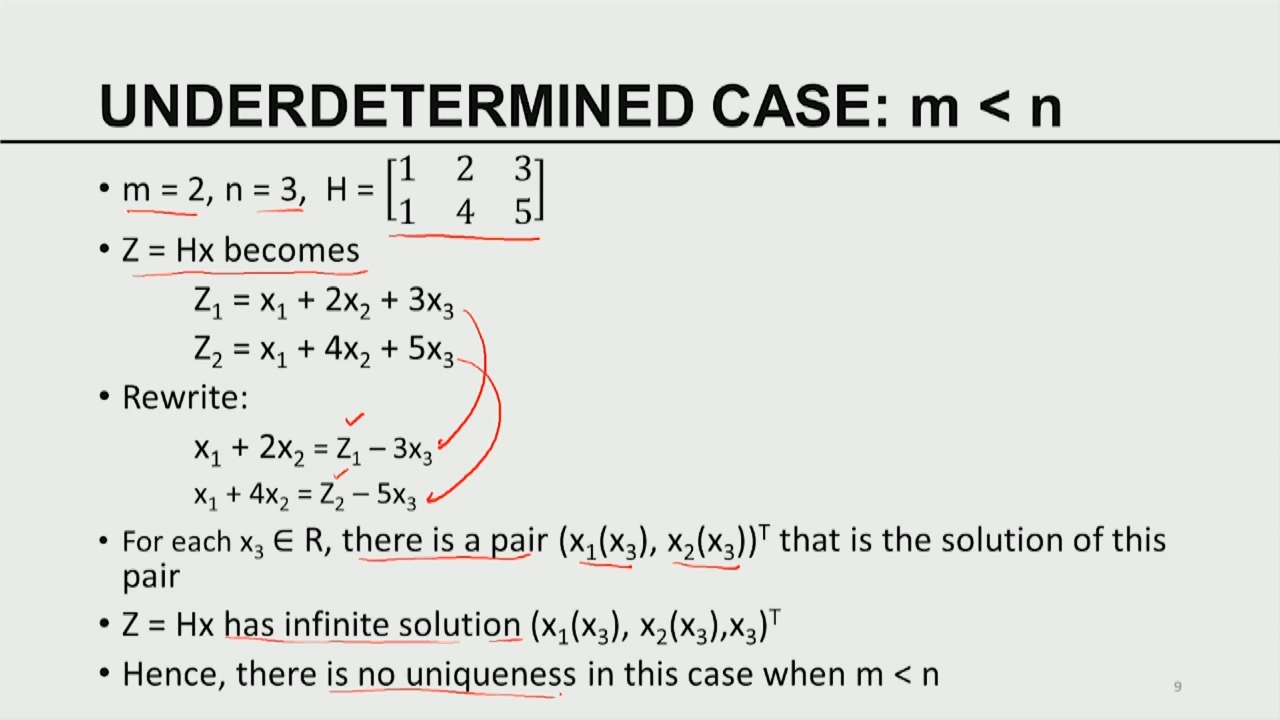 UNDERDETERMINED CASE: m < n
• m = 2, n = 3, H = [1 2 3
1 4 5]
• Z = Hx becomes
Z₁ = x₁ + 2x₂ + 3x₃
Z₂ = x₁ + 4x₂ + 5x₃
• Rewrite:
x₁ + 2x₂ = Z₁ – 3x₃
x₁ + 4x₂ = Z₂ – 5x₃
• For each x₃ ∈ R, there is a pair (x₁(x₃), x₂(x₃))ᵀ that is the solution of this
pair
• Z = Hx has infinite solution (x₁(x₃), x₂(x₃),x₃)ᵀ
• Hence, there is no uniqueness in this case when m < n
9